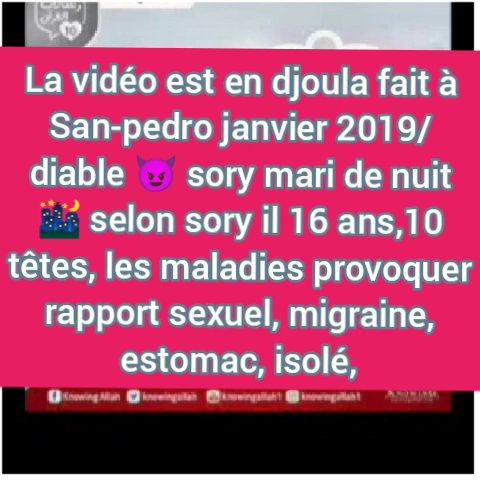 La vidéo est en djoula fait à
San-pedro janvier 2019/
diable 😈 sory mari de nuit
🌃 selon sory il 16 ans,10
têtes, les maladies provoquer
rapport sexuel, migraine,
estomac, isolé,
KnowingAllah knowingallah knowingallah1 knowingallah1